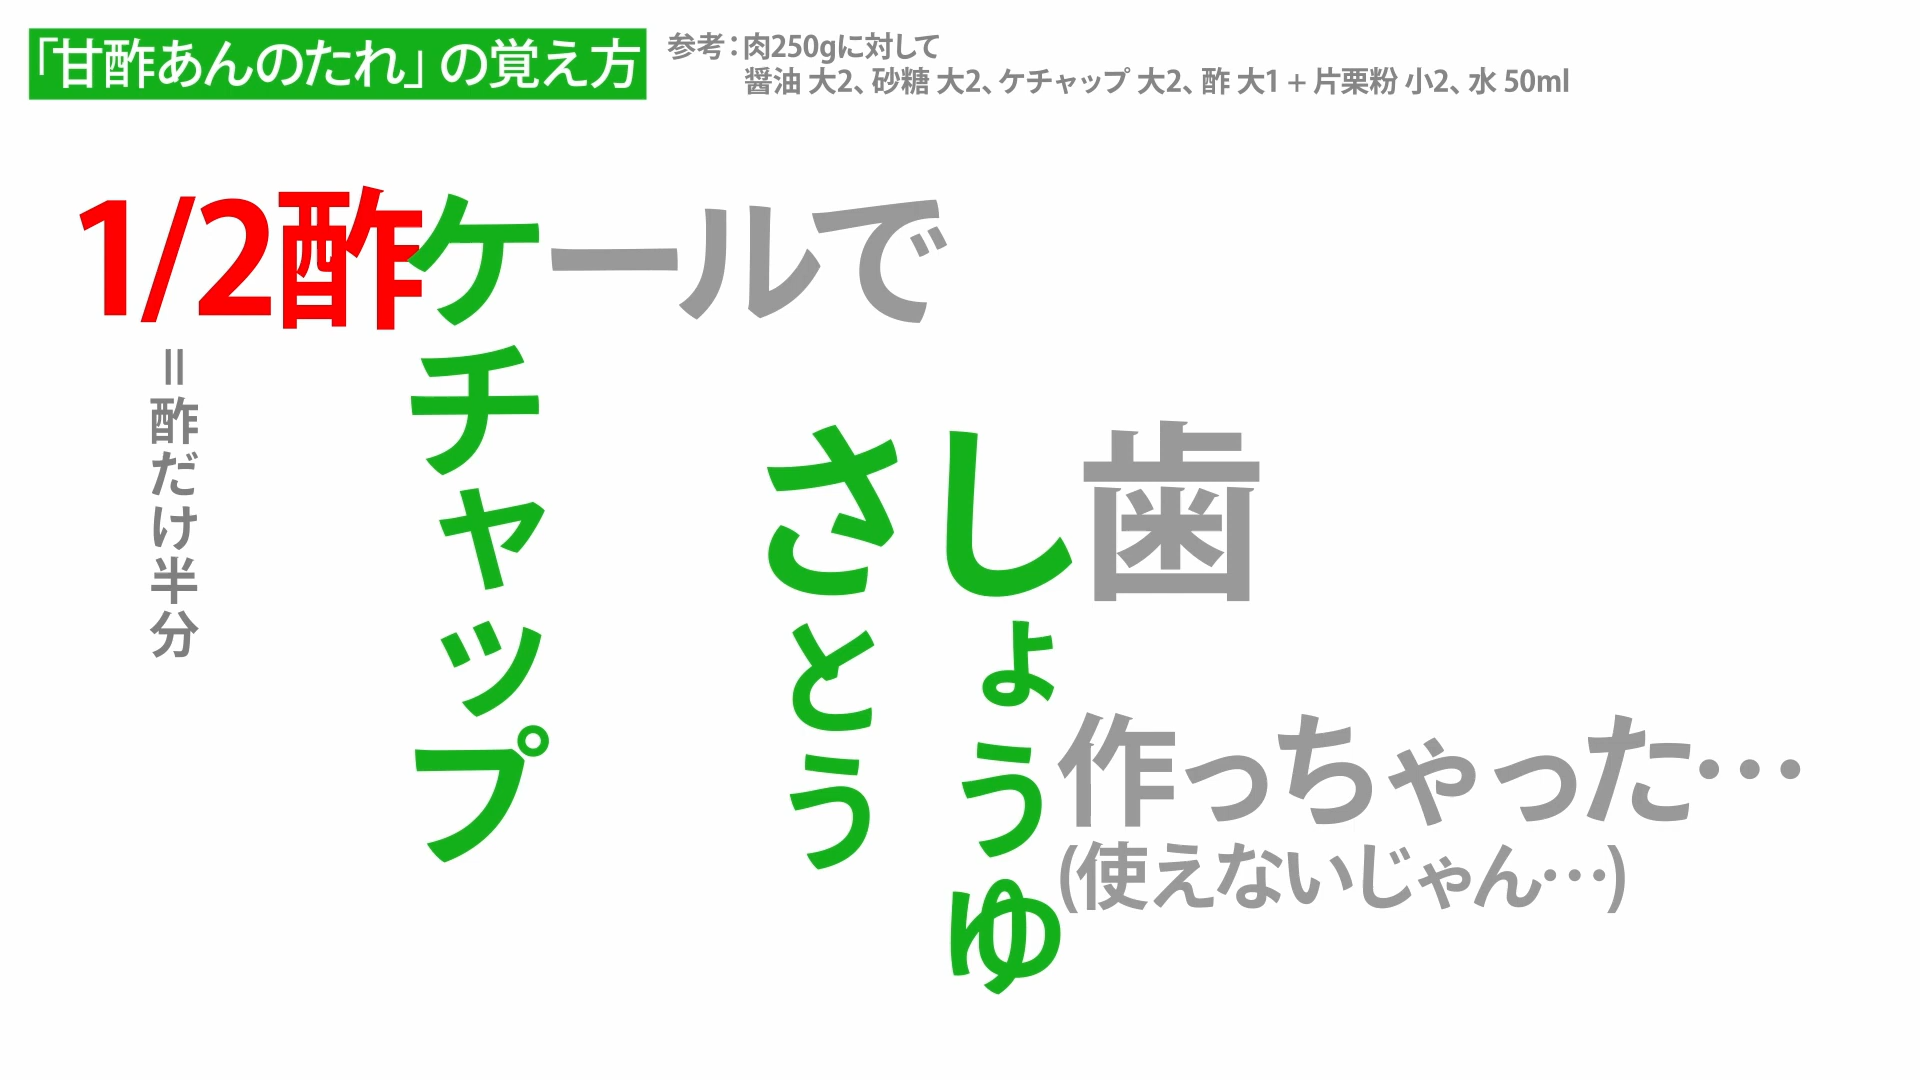 「甘酢あんのたれ」の覚え方
参考：肉250gに対して
醤油 大2、砂糖 大2、ケチャップ 大2、酢 大1 + 片栗粉 小2、水 50ml
1/2酢ケールで
＝酢だけ半分
ケチャップ
さし歯
さとう
しょうゆ
作っちゃった…
(使えないじゃん…)